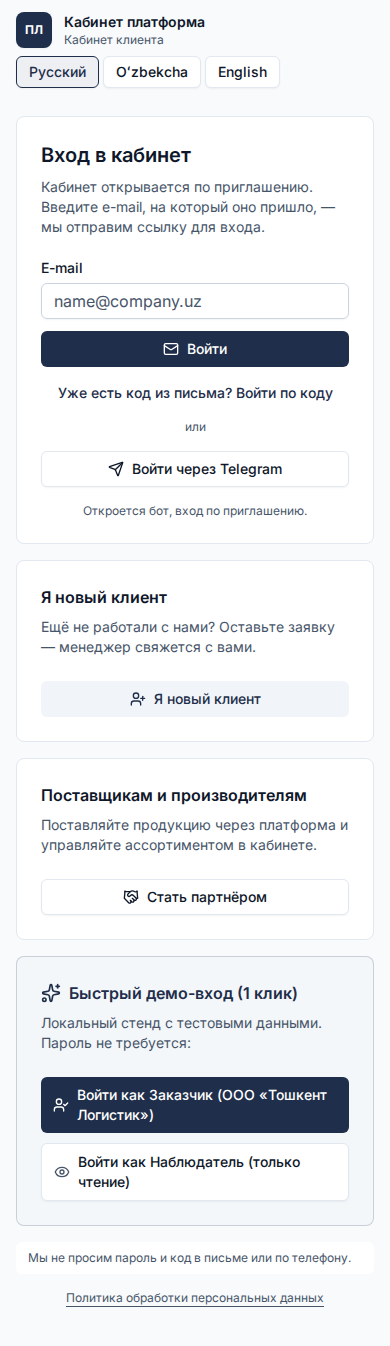 ПЛ
Кабинет платформа
Кабинет клиента
Русский
Oʻzbekcha
English
Вход в кабинет
Кабинет открывается по приглашению.
Введите e-mail, на который оно пришло, —
мы отправим ссылку для входа.
E-mail
name@company.uz
Войти
Уже есть код из письма? Войти по коду
или
Войти через Telegram
Откроется бот, вход по приглашению.
Я новый клиент
Ещё не работали с нами? Оставьте заявку
— менеджер свяжется с вами.
Я новый клиент
Поставщикам и производителям
Поставляйте продукцию через платформа и
управляйте ассортиментом в кабинете.
Стать партнёром
Быстрый демо-вход (1 клик)
Локальный стенд с тестовыми данными.
Пароль не требуется:
Войти как Заказчик (ООО «Тошкент
Логистик»)
Войти как Наблюдатель (только
чтение)
Мы не просим пароль и код в письме или по телефону.
Политика обработки персональных данных